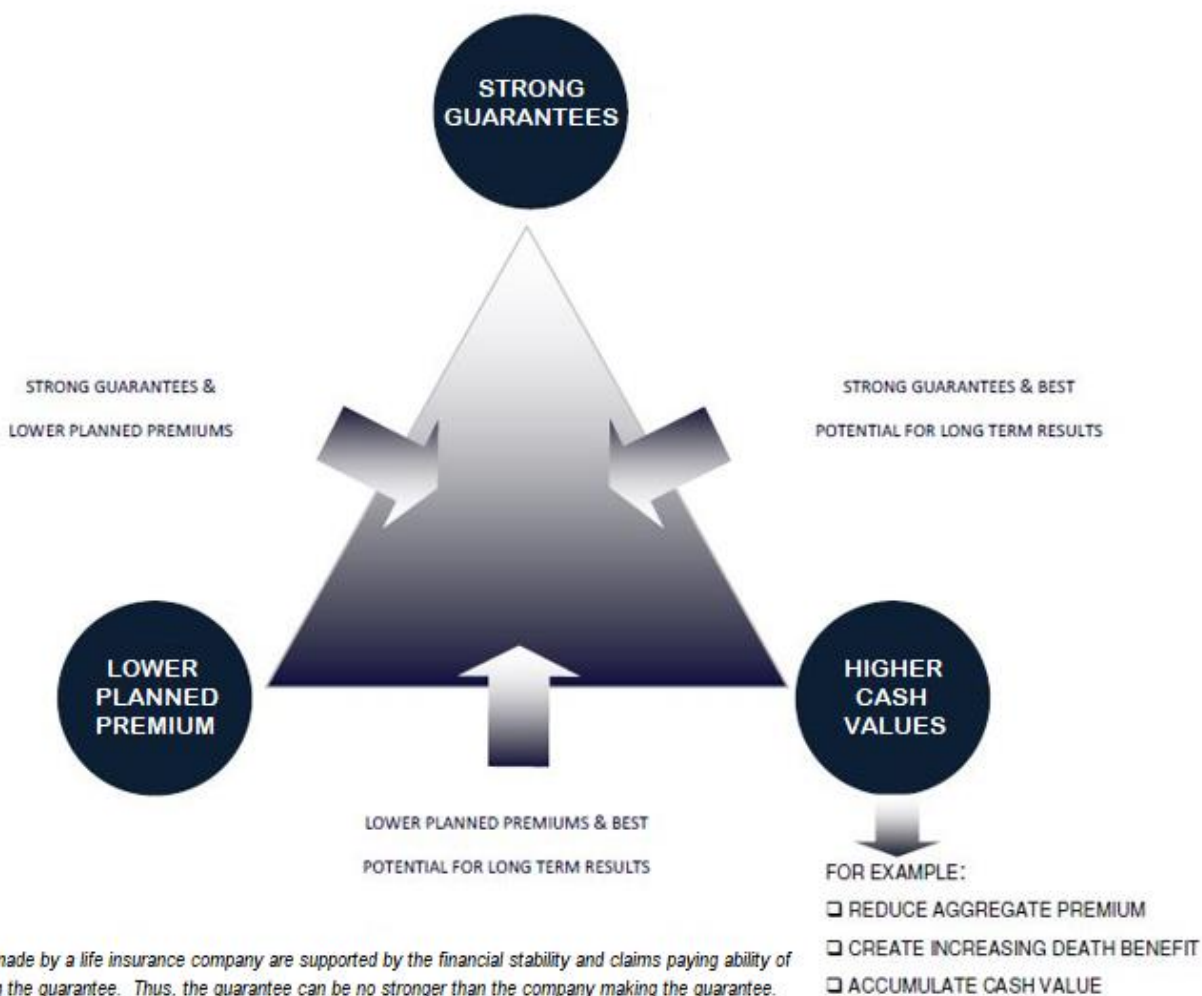 STRONG
GUARANTEES
STRONG GUARANTEES &
LOWER PLANNED PREMIUMS
STRONG GUARANTEES & BEST
POTENTIAL FOR LONG TERM RESULTS
LOWER
PLANNED
PREMIUM
HIGHER
CASH
VALUES
LOWER PLANNED PREMIUMS & BEST
POTENTIAL FOR LONG TERM RESULTS
FOR EXAMPLE:
❑ REDUCE AGGREGATE PREMIUM
❑ CREATE INCREASING DEATH BENEFIT
❑ ACCUMULATE CASH VALUE
made by a life insurance company are supported by the financial stability and claims paying ability of
the guarantee. Thus, the guarantee can be no stronger than the company making the guarantee.